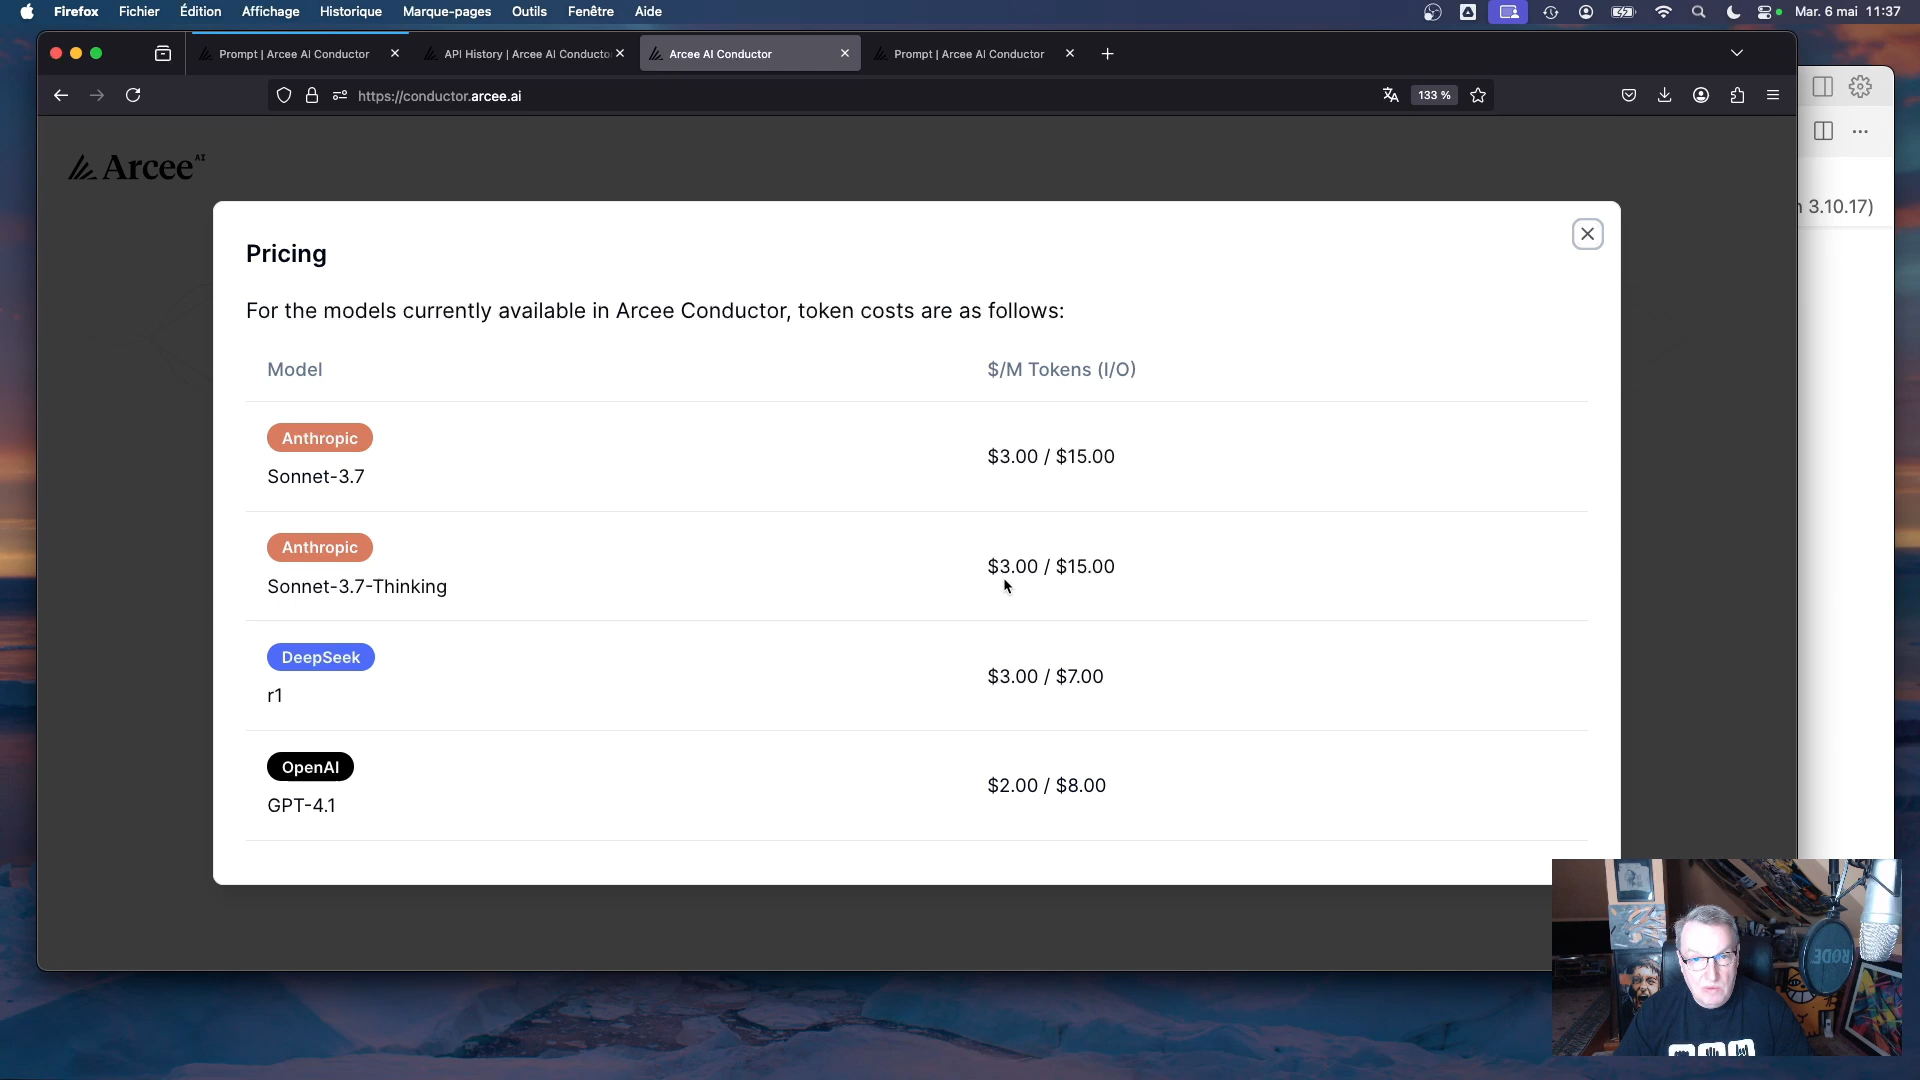 Firefox Fichier Édition Affichage Historique Marque-pages Outils Fenêtre Aide Mar. 6 mai 11:37
Prompt | Arcee AI Conductor API History | Arcee AI Conducto Arcee AI Conductor Prompt | Arcee AI Conductor
https://conductor.arcee.ai 133 %
Arcee AI
n 3.10.17)
Pricing
For the models currently available in Arcee Conductor, token costs are as follows:
Model $/M Tokens (I/O)
Anthropic
Sonnet-3.7 $3.00 / $15.00
Anthropic
Sonnet-3.7-Thinking $3.00 / $15.00
DeepSeek
r1 $3.00 / $7.00
OpenAI
GPT-4.1 $2.00 / $8.00
RØDE